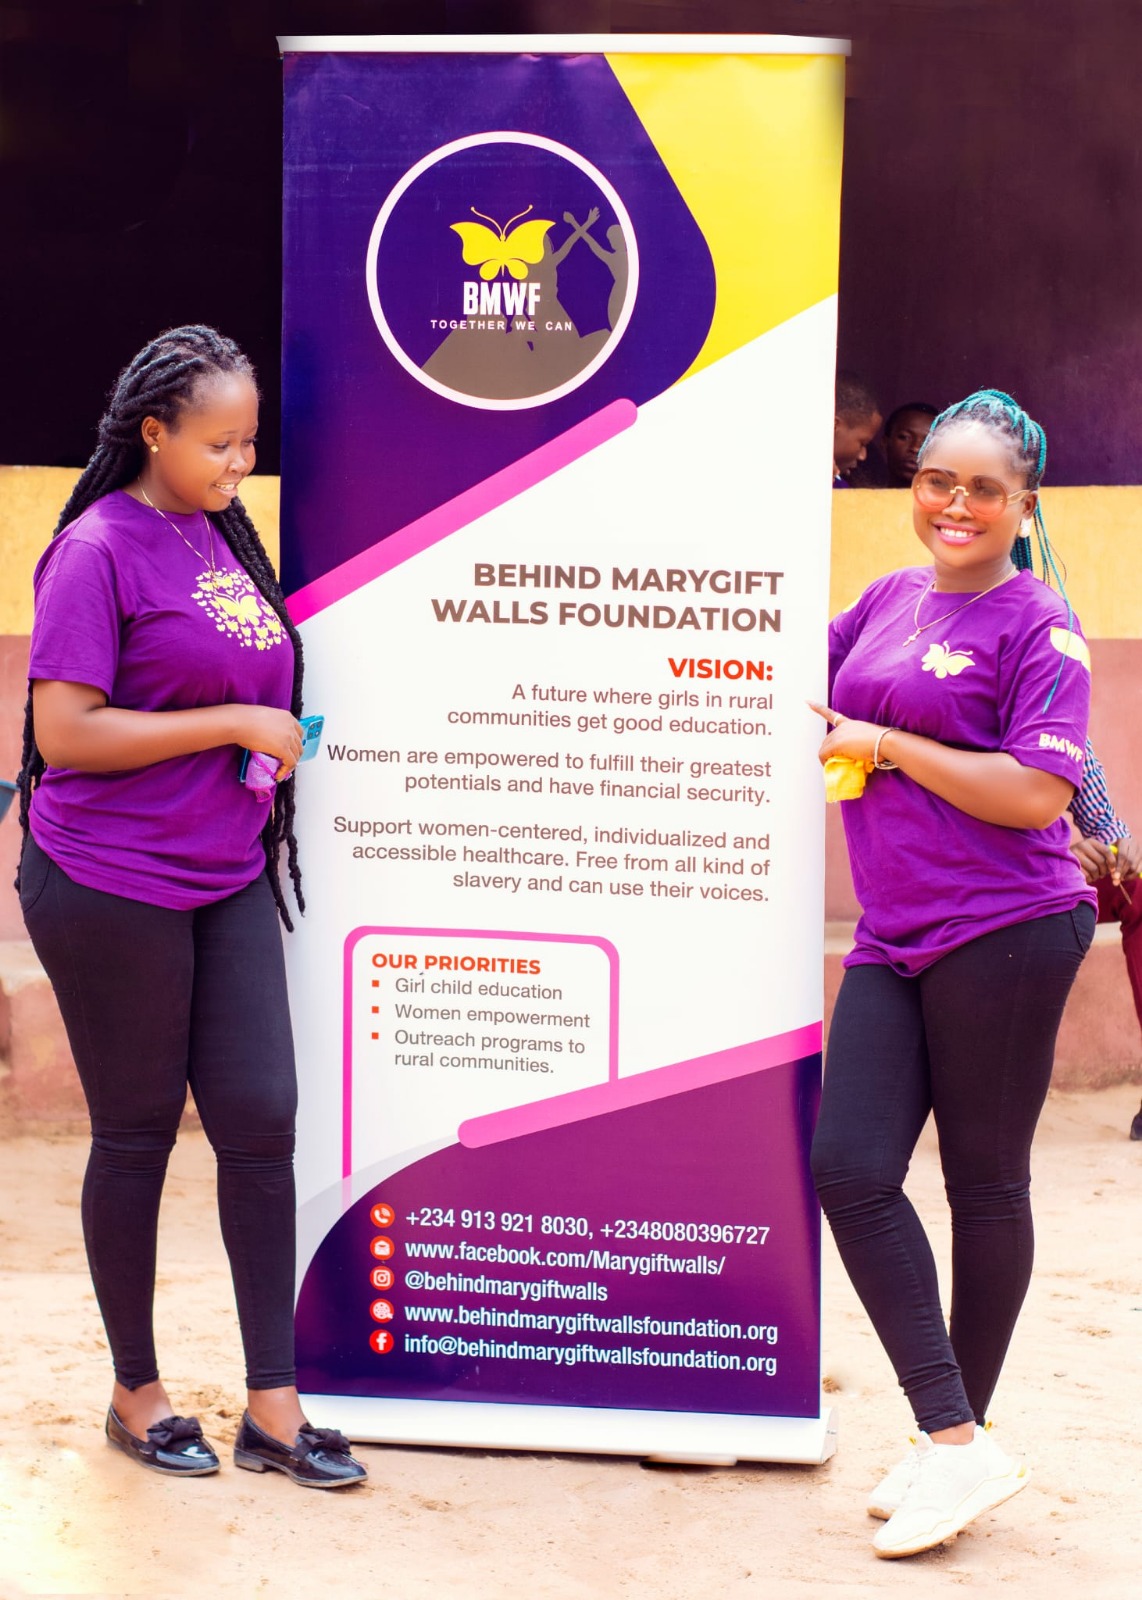 BMWF
TOGETHER WE CAN
BEHIND MARYGIFT
WALLS FOUNDATION
VISION:
A future where girls in rural
communities get good education.
Women are empowered to fulfill their greatest
potentials and have financial security.
Support women-centered, individualized and
accessible healthcare. Free from all kind of
slavery and can use their voices.
OUR PRIORITIES
Girl child education
Women empowerment
Outreach programs to
rural communities.
+234 913 921 8030, +2348080396727
www.facebook.com/Marygiftwalls/
@behindmarygiftwalls
www.behindmarygiftwallsfoundation.org
info@behindmarygiftwallsfoundation.org
BMWF